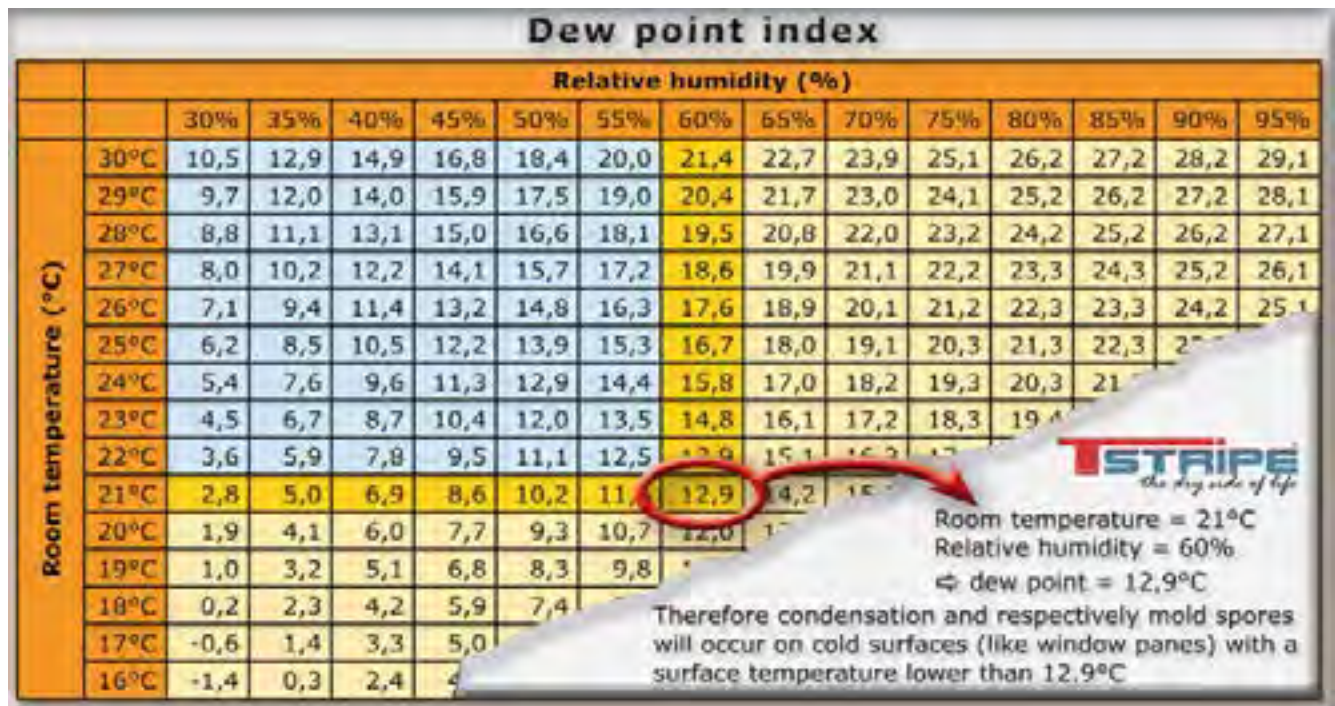 Dew point index
Relative humidity (%)
30% 35% 40% 45% 50% 55% 60% 65% 70% 75% 80% 85% 90% 95%
Room temperature (°C)
30°C 10,5 12,9 14,9 16,8 18,4 20,0 21,4 22,7 23,9 25,1 26,2 27,2 28,2 29,1
29°C 9,7 12,0 14,0 15,9 17,5 19,0 20,4 21,7 23,0 24,1 25,2 26,2 27,2 28,1
28°C 8,8 11,1 13,1 15,0 16,6 18,1 19,5 20,8 22,0 23,2 24,2 25,2 26,2 27,1
27°C 8,0 10,2 12,2 14,1 15,7 17,2 18,6 19,9 21,1 22,2 23,3 24,3 25,2 26,1
26°C 7,1 9,4 11,4 13,2 14,8 16,3 17,6 18,9 20,1 21,2 22,3 23,3 24,2 25,1
25°C 6,2 8,5 10,5 12,2 13,9 15,3 16,7 18,0 19,1 20,3 21,3 22,3
24°C 5,4 7,6 9,6 11,3 12,9 14,4 15,8 17,0 18,2 19,3 20,3 21
23°C 4,5 6,7 8,7 10,4 12,0 13,5 14,8 16,1 17,2 18,3 19,4
22°C 3,6 5,9 7,8 9,5 11,1 12,5 15,1
21°C 2,8 5,0 6,9 8,6 10,2 12,9
20°C 1,9 4,1 6,0 7,7 9,3 10,7 12,0
19°C 1,0 3,2 5,1 6,8 8,3 9,8
18°C 0,2 2,3 4,2 5,9 7,4
17°C -0,6 1,4 3,3 5,0
16°C -1,4 0,3 2,4
TSTRIPE
the dry side of life
Room temperature = 21°C
Relative humidity = 60%
⇨ dew point = 12,9°C
Therefore condensation and respectively mold spores
will occur on cold surfaces (like window panes) with a
surface temperature lower than 12,9°C